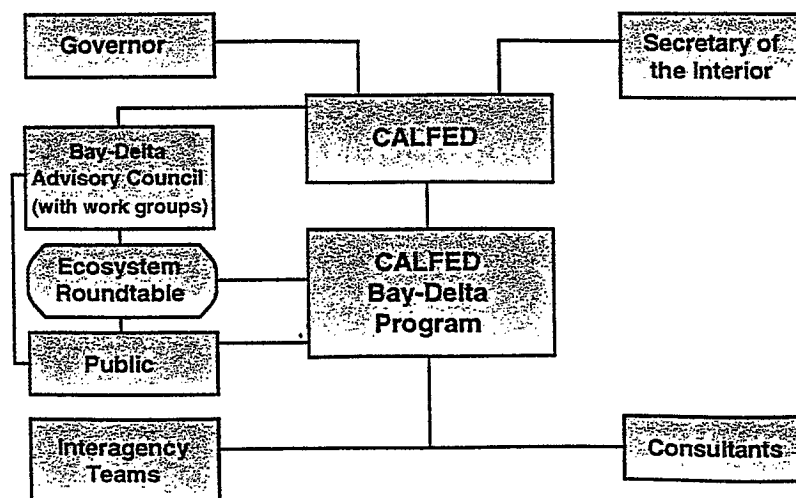 Governor
Secretary of
the Interior
CALFED
Bay-Delta
Advisory Council
(with work groups)
CALFED
Bay-Delta
Program
Ecosystem
Roundtable
Public
Interagency
Teams
Consultants